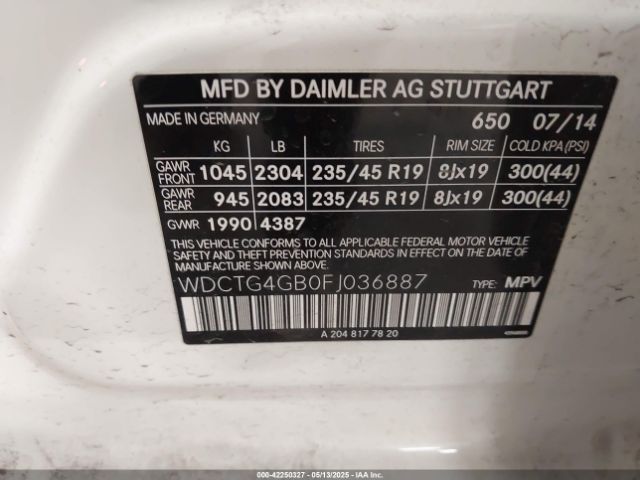 MFD BY DAIMLER AG STUTTGART
MADE IN GERMANY 650 07/14
KG LB TIRES RIM SIZE COLD KPA(PSI)
GAWR FRONT 1045 2304 235/45 R19 8Jx19 300(44)
GAWR REAR 945 2083 235/45 R19 8Jx19 300(44)
GVWR 1990 4387
THIS VEHICLE CONFORMS TO ALL APPLICABLE FEDERAL MOTOR VEHICLE
SAFETY AND THEFT PREVENTION STANDARDS IN EFFECT ON THE DATE
OF MANUFACTURE SHOWN ABOVE.
WDCTG4GB0FJ036887 TYPE: MPV
A 204 817 78 20
000-42250327 - 05/13/2025 - COPYRIGHT IAA, LLC.